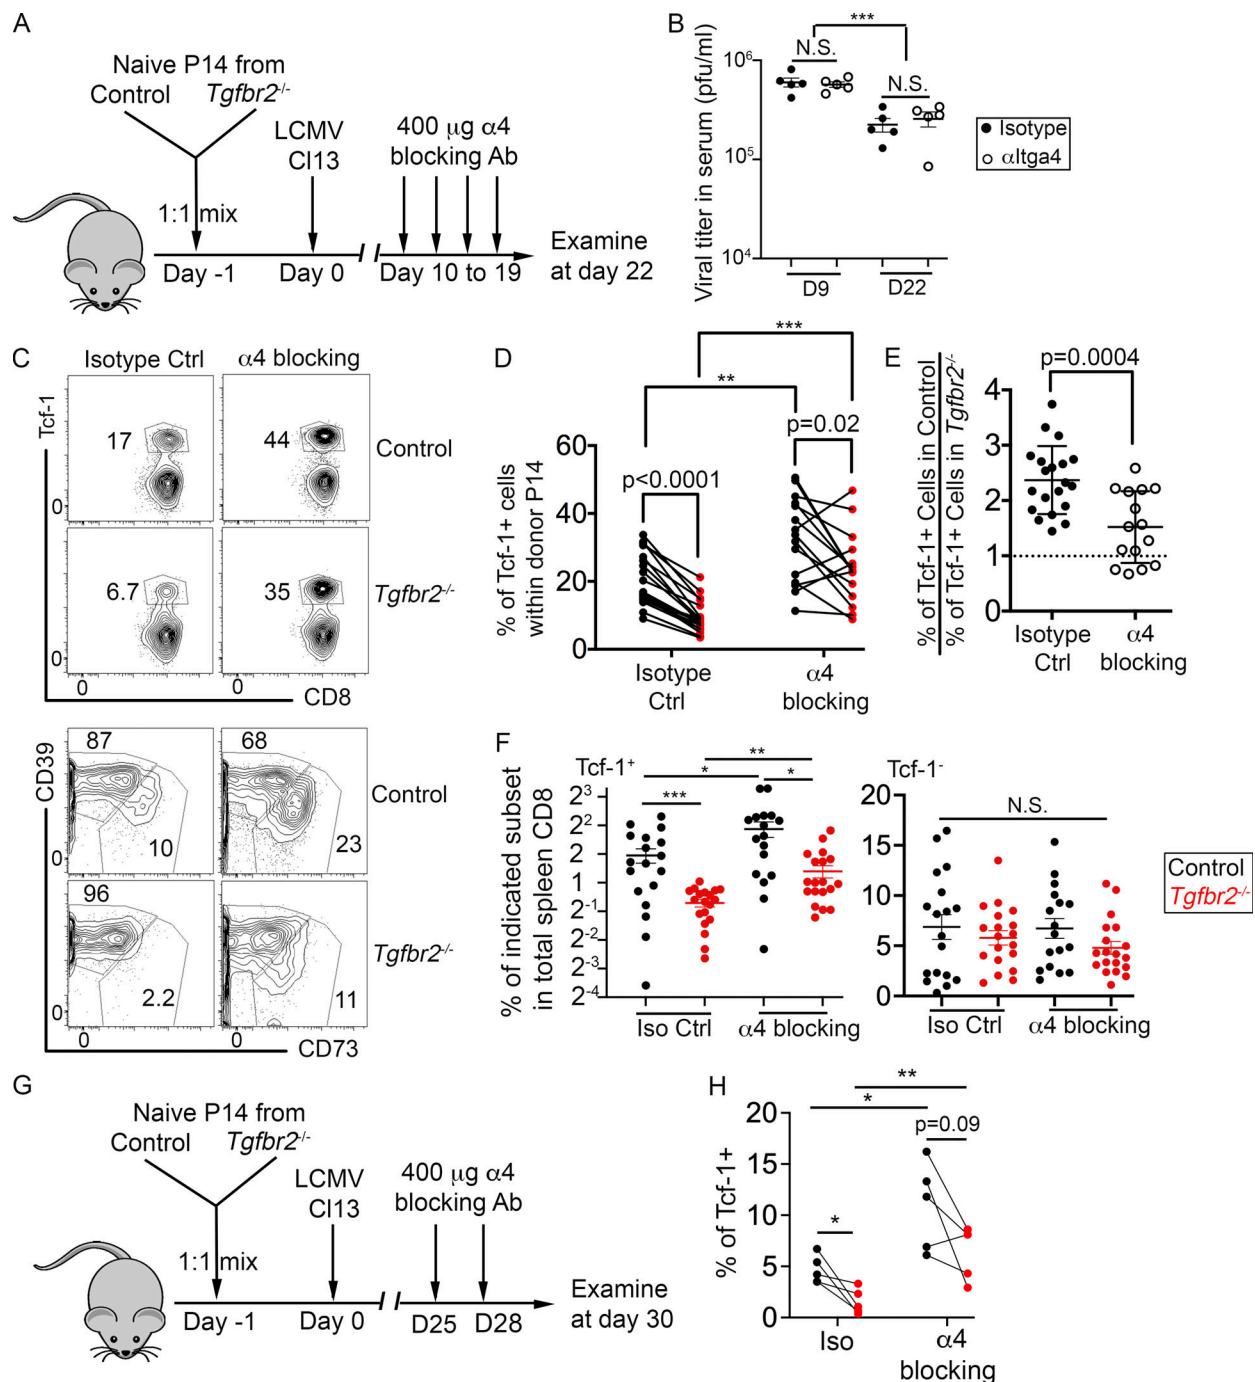 A
Naive P14 from
Control Tgfbr2-/-
LCMV
Cl13
400 µg α4
blocking Ab
1:1 mix
Day -1
Day 0
Day 10 to 19
Examine
at day 22
B
Viral titer in serum (pfu/ml)
***
N.S.
N.S.
10^6
10^5
10^4
D9
D22
Isotype
αItga4
C
Isotype Ctrl
α4 blocking
Tcf-1
17
44
Control
0
6.7
35
Tgfbr2-/-
0
0
0
CD8
CD39
87
68
Control
10
23
0
96
Tgfbr2-/-
2.2
11
0
0
0
CD73
D
***
**
p=0.02
p<0.0001
% of Tcf-1+ cells
within donor P14
60
40
20
0
Isotype
Ctrl
α4
blocking
E
p=0.0004
% of Tcf-1+ Cells in Control
% of Tcf-1+ Cells in Tgfbr2-/-
4
3
2
1
0
Isotype
Ctrl
α4
blocking
F
Tcf-1+
**
*
*
***
% of indicated subset
in total spleen CD8
2^3
2^2
2
1
2^-1
2^-2
2^-3
2^-4
Iso Ctrl
α4 blocking
Tcf-1-
N.S.
20
15
10
5
0
Iso Ctrl
α4 blocking
Control
Tgfbr2-/-
G
Naive P14 from
Control Tgfbr2-/-
LCMV
Cl13
400 µg α4
blocking Ab
1:1 mix
Day -1
Day 0
D25
D28
Examine
at day 30
H
**
*
p=0.09
*
% of Tcf-1+
20
15
10
5
0
Iso
α4
blocking